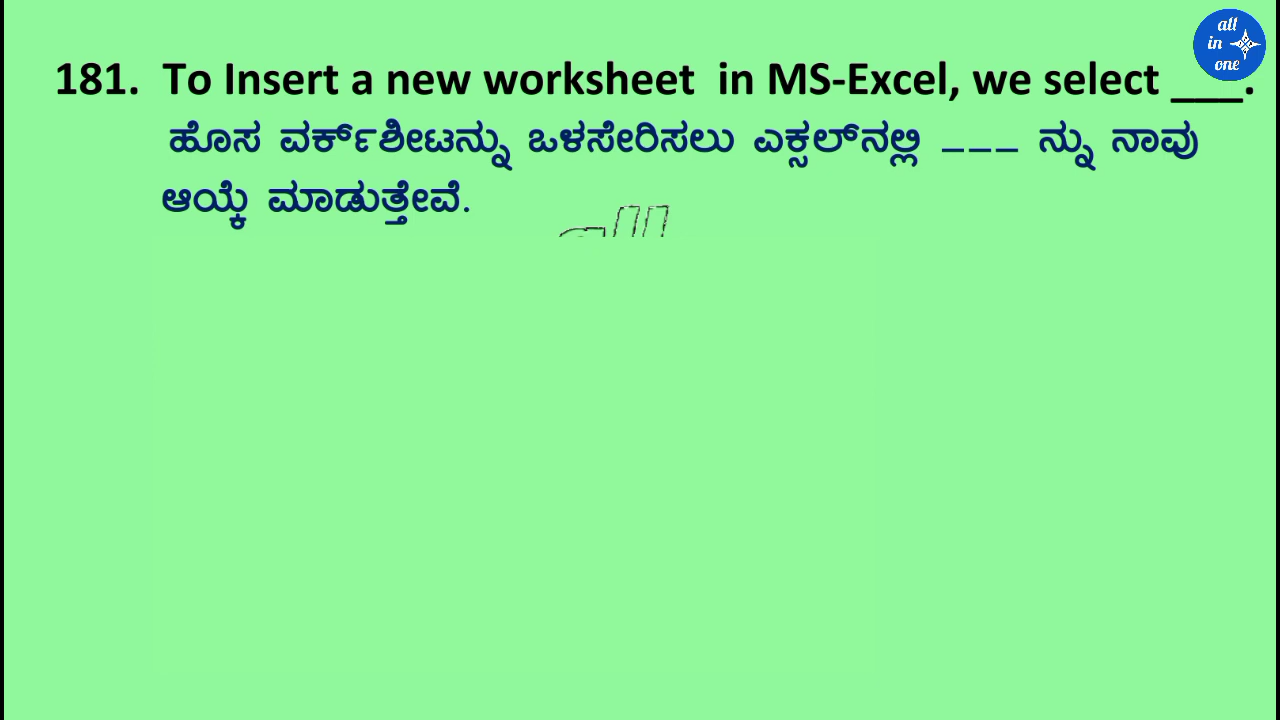 all
in
one
181. To Insert a new worksheet in MS-Excel, we select ___.
ಹೊಸ ವರ್ಕ್‌ಶೀಟನ್ನು ಒಳಸೇರಿಸಲು ಎಕ್ಸಲ್‌ನಲ್ಲಿ ___ ನ್ನು ನಾವು
ಆಯ್ಕೆ ಮಾಡುತ್ತೇವೆ.